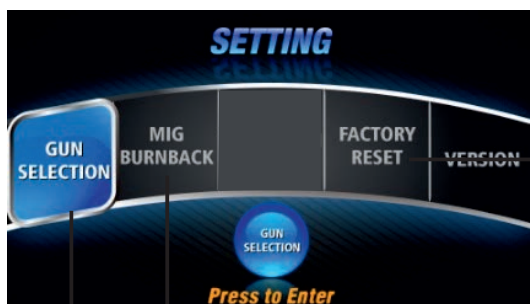 SETTING
GUN
SELECTION
MIG
BURNBACK
FACTORY
RESET
VERSION
GUN
SELECTION
Press to Enter